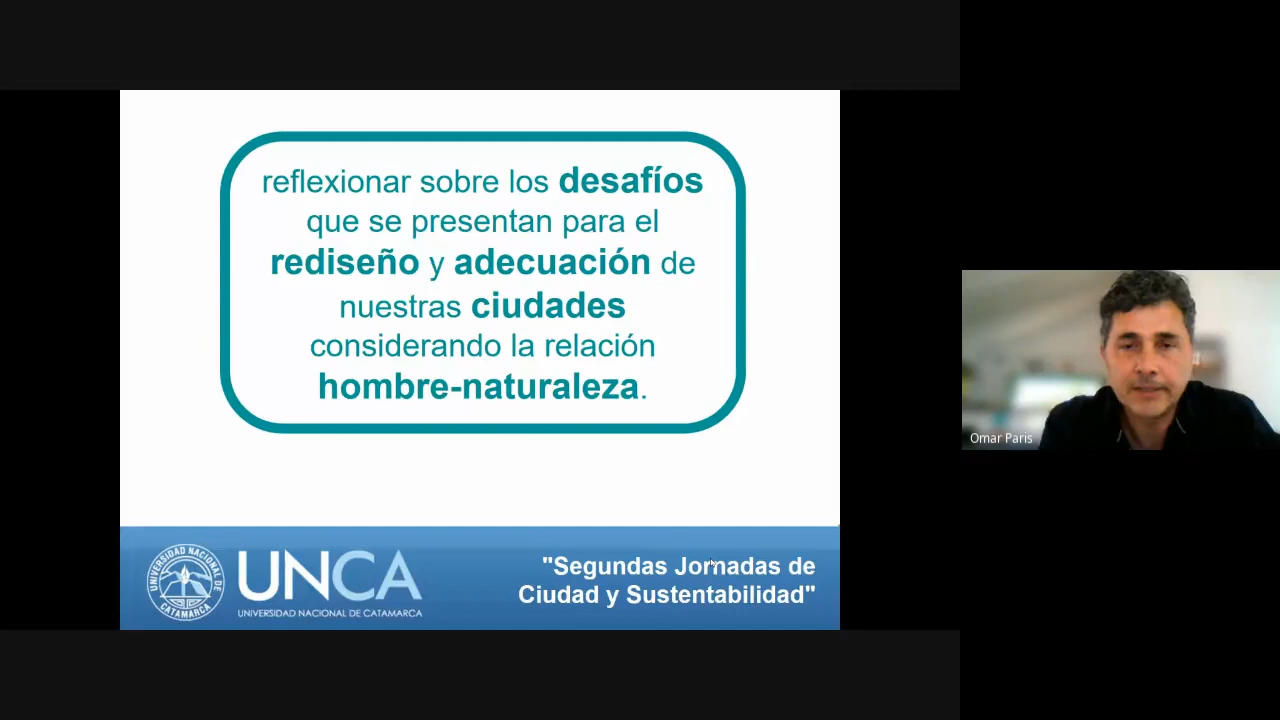 reflexionar sobre los desafíos
que se presentan para el
rediseño y adecuación de
nuestras ciudades
considerando la relación
hombre-naturaleza.
UNIVERSIDAD NACIONAL DE
CATAMARCA
UNCA
UNIVERSIDAD NACIONAL DE CATAMARCA
"Segundas Jornadas de
Ciudad y Sustentabilidad"
Omar Paris